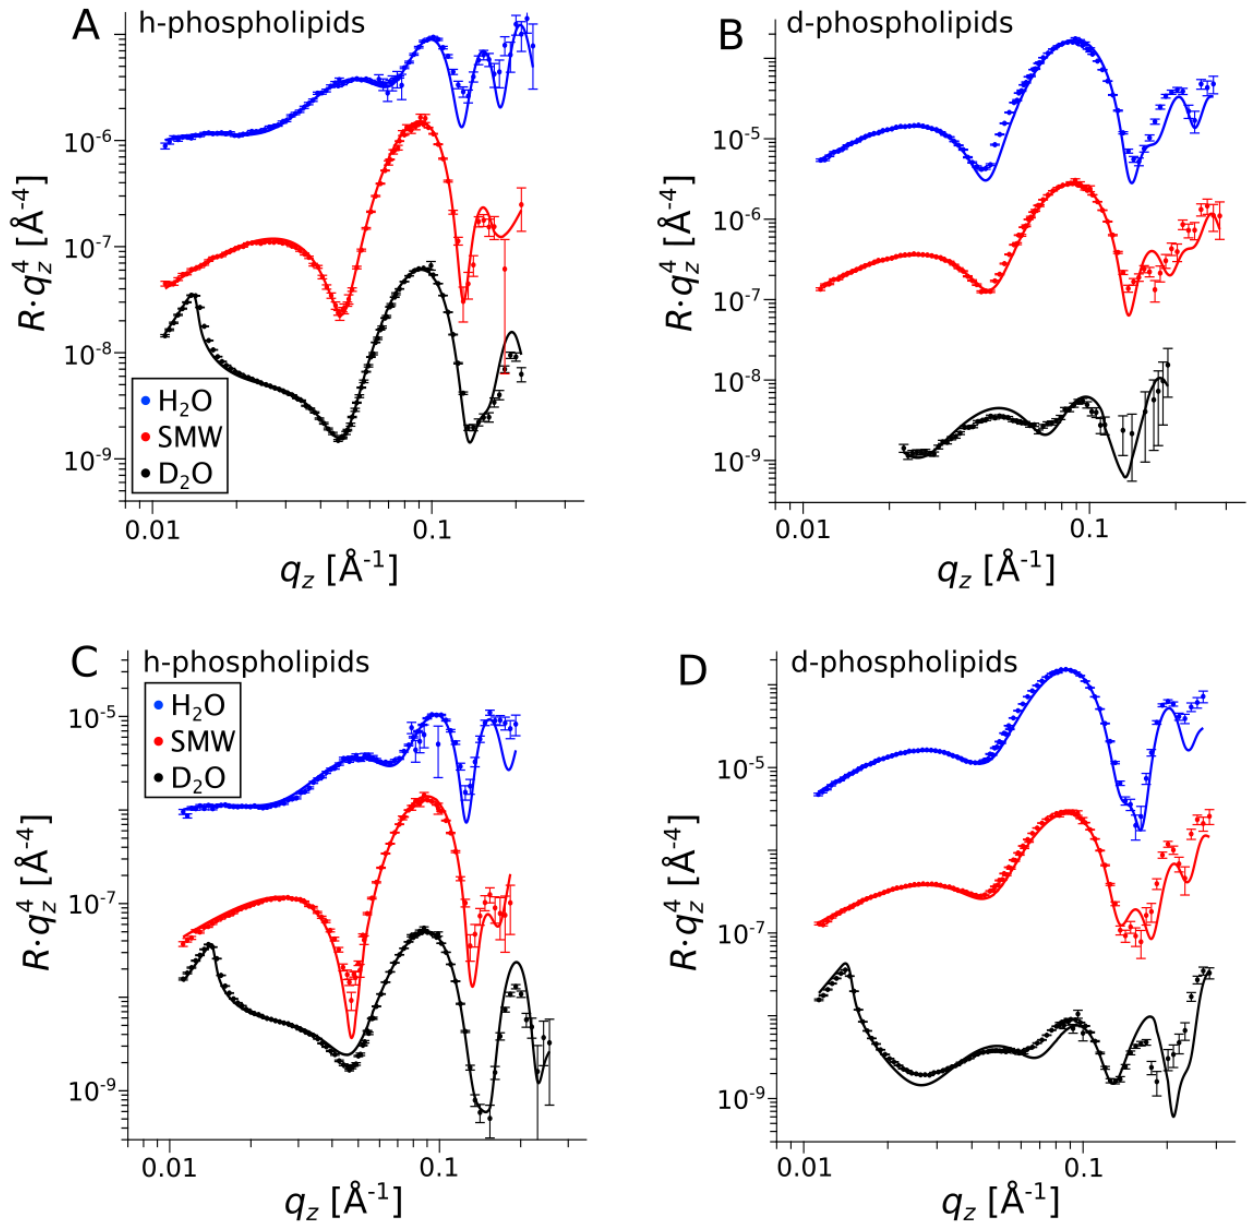 A h-phospholipids
R·q_z^4 [Å^-4]
10^-6
10^-7
10^-8
10^-9
H₂O
SMW
D₂O
0.01 0.1
q_z [Å^-1]
B d-phospholipids
R·q_z^4 [Å^-4]
10^-5
10^-6
10^-7
10^-8
10^-9
0.01 0.1
q_z [Å^-1]
C h-phospholipids
H₂O
SMW
D₂O
R·q_z^4 [Å^-4]
10^-5
10^-7
10^-9
0.01 0.1
q_z [Å^-1]
D d-phospholipids
R·q_z^4 [Å^-4]
10^-5
10^-7
10^-9
0.01 0.1
q_z [Å^-1]